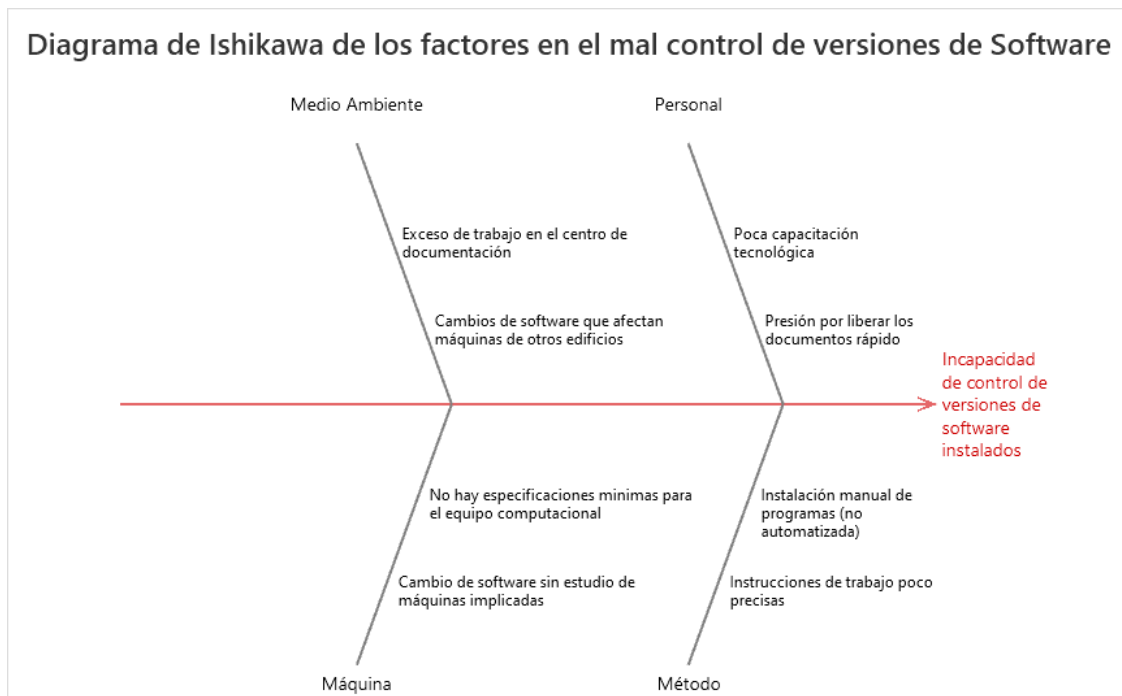 Diagrama de Ishikawa de los factores en el mal control de versiones de Software
Medio Ambiente
Personal
Exceso de trabajo en el centro de
documentación
Poca capacitación
tecnológica
Cambios de software que afectan
máquinas de otros edificios
Presión por liberar los
documentos rápido
Incapacidad
de control de
versiones de
software
instalados
No hay especificaciones minimas para
el equipo computacional
Instalación manual de
programas (no
automatizada)
Cambio de software sin estudio de
máquinas implicadas
Instrucciones de trabajo poco
precisas
Máquina
Método